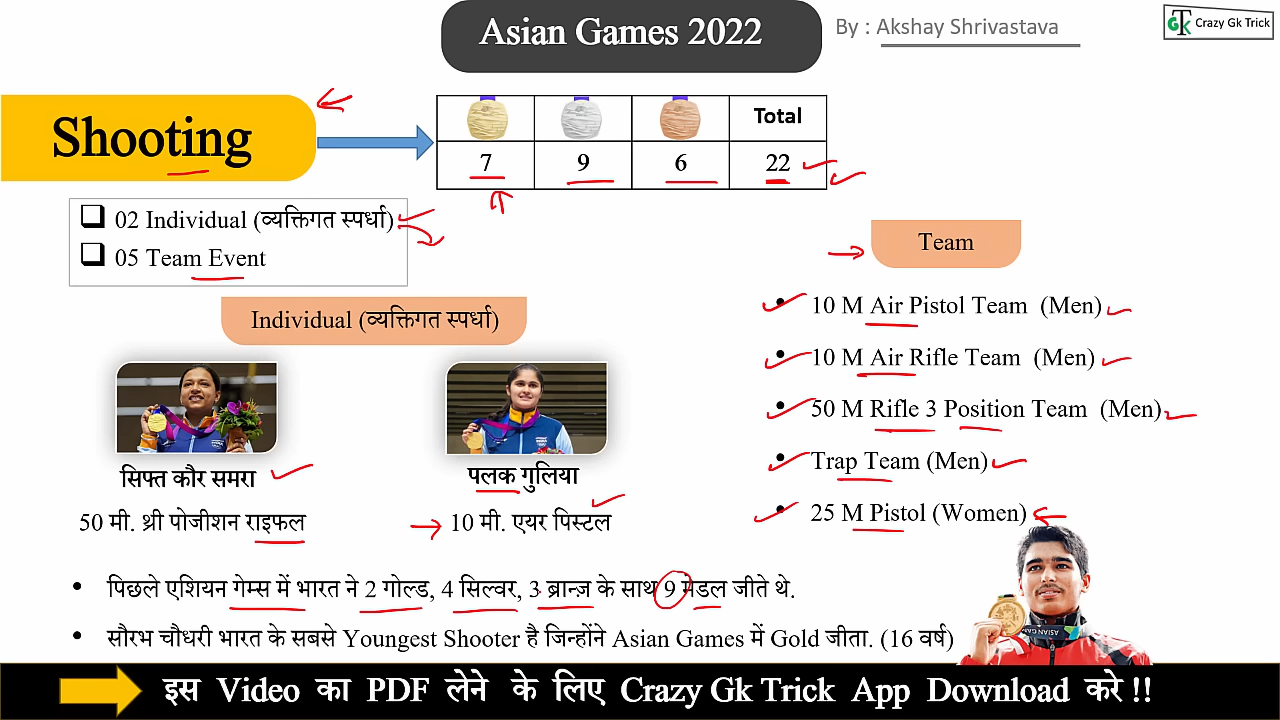 Asian Games 2022
By : Akshay Shrivastava
GTK Crazy Gk Trick
Shooting
Total
7 9 6 22
02 Individual (व्यक्तिगत स्पर्धा)
05 Team Event
Individual (व्यक्तिगत स्पर्धा)
सिफ्त कौर समरा
50 मी. थ्री पोजीशन राइफल
पलक गुलिया
10 मी. एयर पिस्टल
Team
• 10 M Air Pistol Team (Men)
• 10 M Air Rifle Team (Men)
• 50 M Rifle 3 Position Team (Men)
• Trap Team (Men)
• 25 M Pistol (Women)
• पिछले एशियन गेम्स में भारत ने 2 गोल्ड, 4 सिल्वर, 3 ब्रान्ज के साथ 9 मेडल जीते थे.
• सौरभ चौधरी भारत के सबसे Youngest Shooter है जिन्होंने Asian Games में Gold जीता. (16 वर्ष)
इस Video का PDF लेने के लिए Crazy Gk Trick App Download करे !!